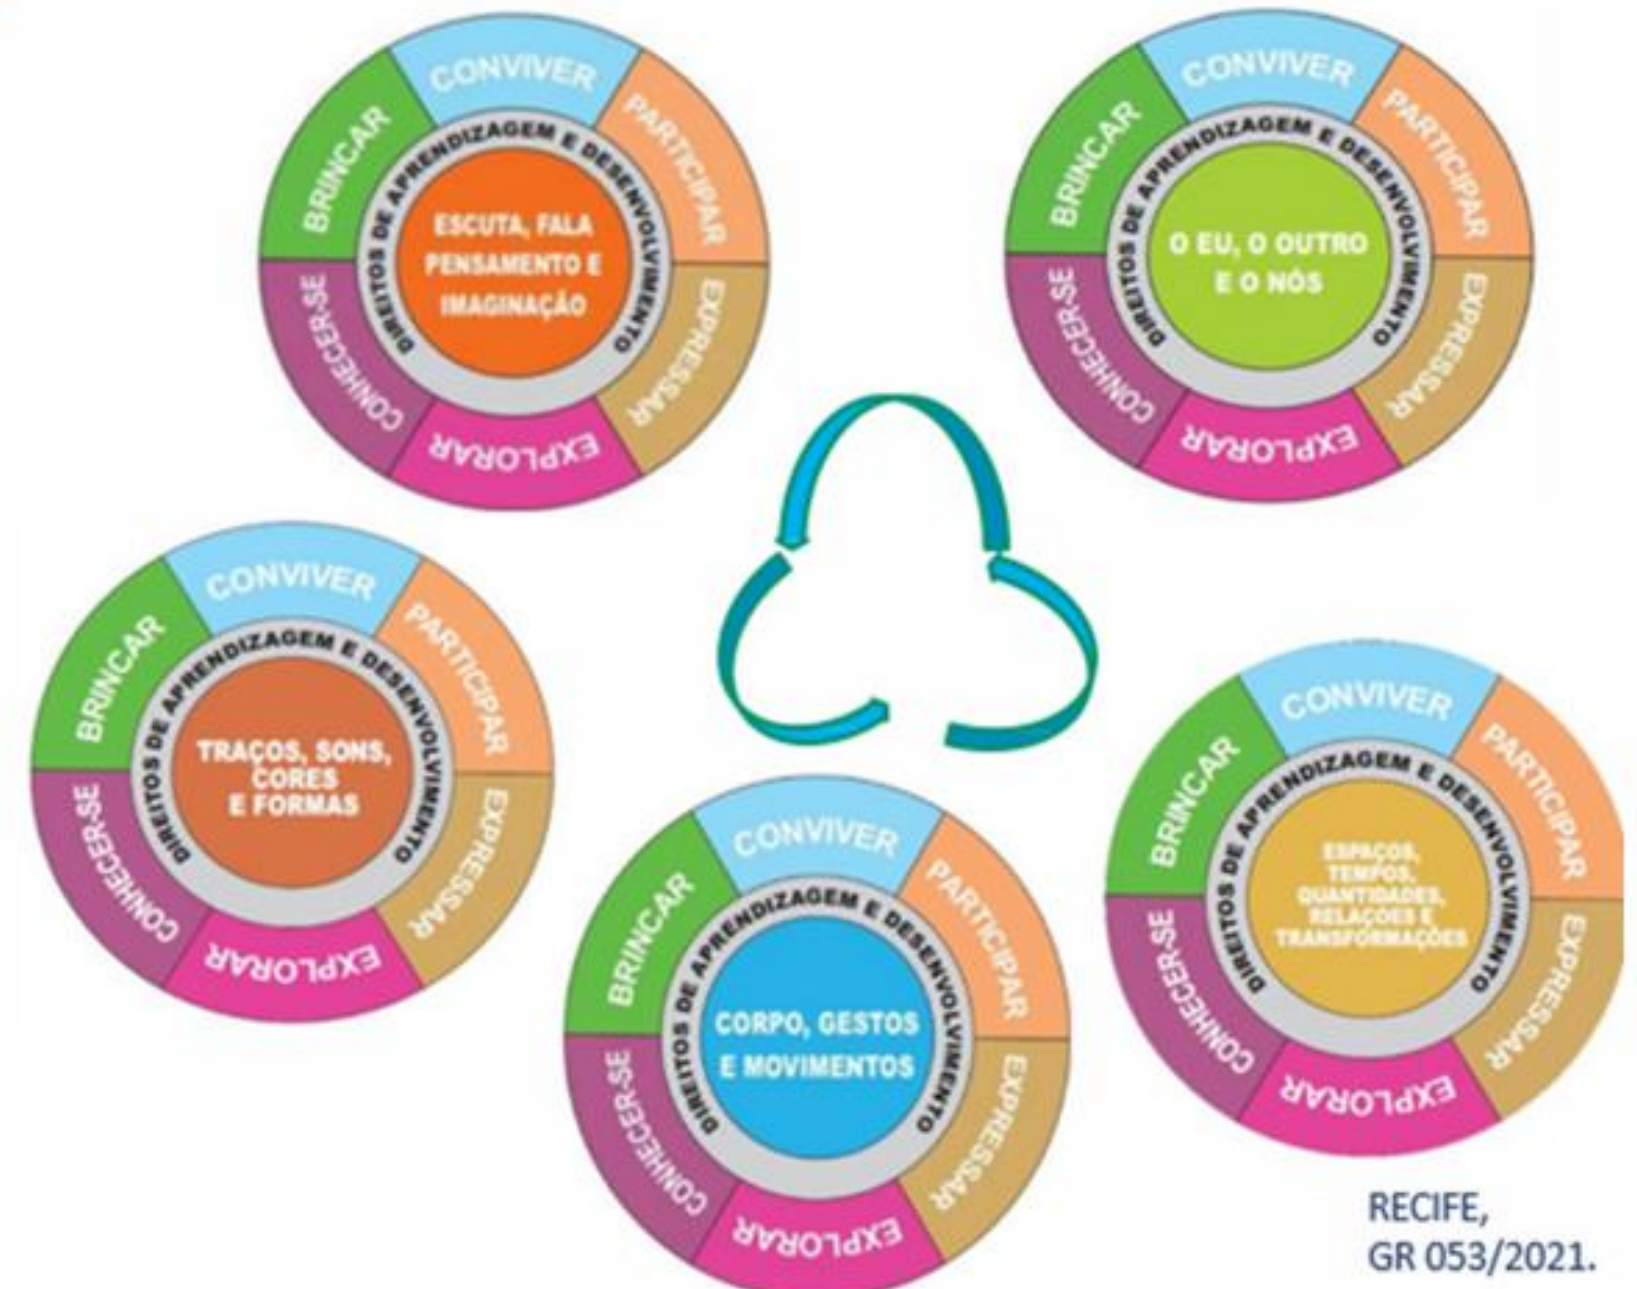 CONVIVER
PARTICIPAR
EXPRESSAR
EXPLORAR
CONHECER-SE
BRINCAR
DIREITOS DE APRENDIZAGEM E DESENVOLVIMENTO
ESCUTA, FALA
PENSAMENTO E
IMAGINAÇÃO
CONVIVER
PARTICIPAR
EXPRESSAR
EXPLORAR
CONHECER-SE
BRINCAR
DIREITOS DE APRENDIZAGEM E DESENVOLVIMENTO
O EU, O OUTRO
E O NÓS
CONVIVER
PARTICIPAR
EXPRESSAR
EXPLORAR
CONHECER-SE
BRINCAR
DIREITOS DE APRENDIZAGEM E DESENVOLVIMENTO
TRAÇOS, SONS,
CORES
E FORMAS
CONVIVER
PARTICIPAR
EXPRESSAR
EXPLORAR
CONHECER-SE
BRINCAR
DIREITOS DE APRENDIZAGEM E DESENVOLVIMENTO
CORPO, GESTOS
E MOVIMENTOS
CONVIVER
PARTICIPAR
EXPRESSAR
EXPLORAR
CONHECER-SE
BRINCAR
DIREITOS DE APRENDIZAGEM E DESENVOLVIMENTO
ESPAÇOS,
TEMPOS,
QUANTIDADES,
RELAÇÕES E
TRANSFORMAÇÕES
RECIFE,
GR 053/2021.